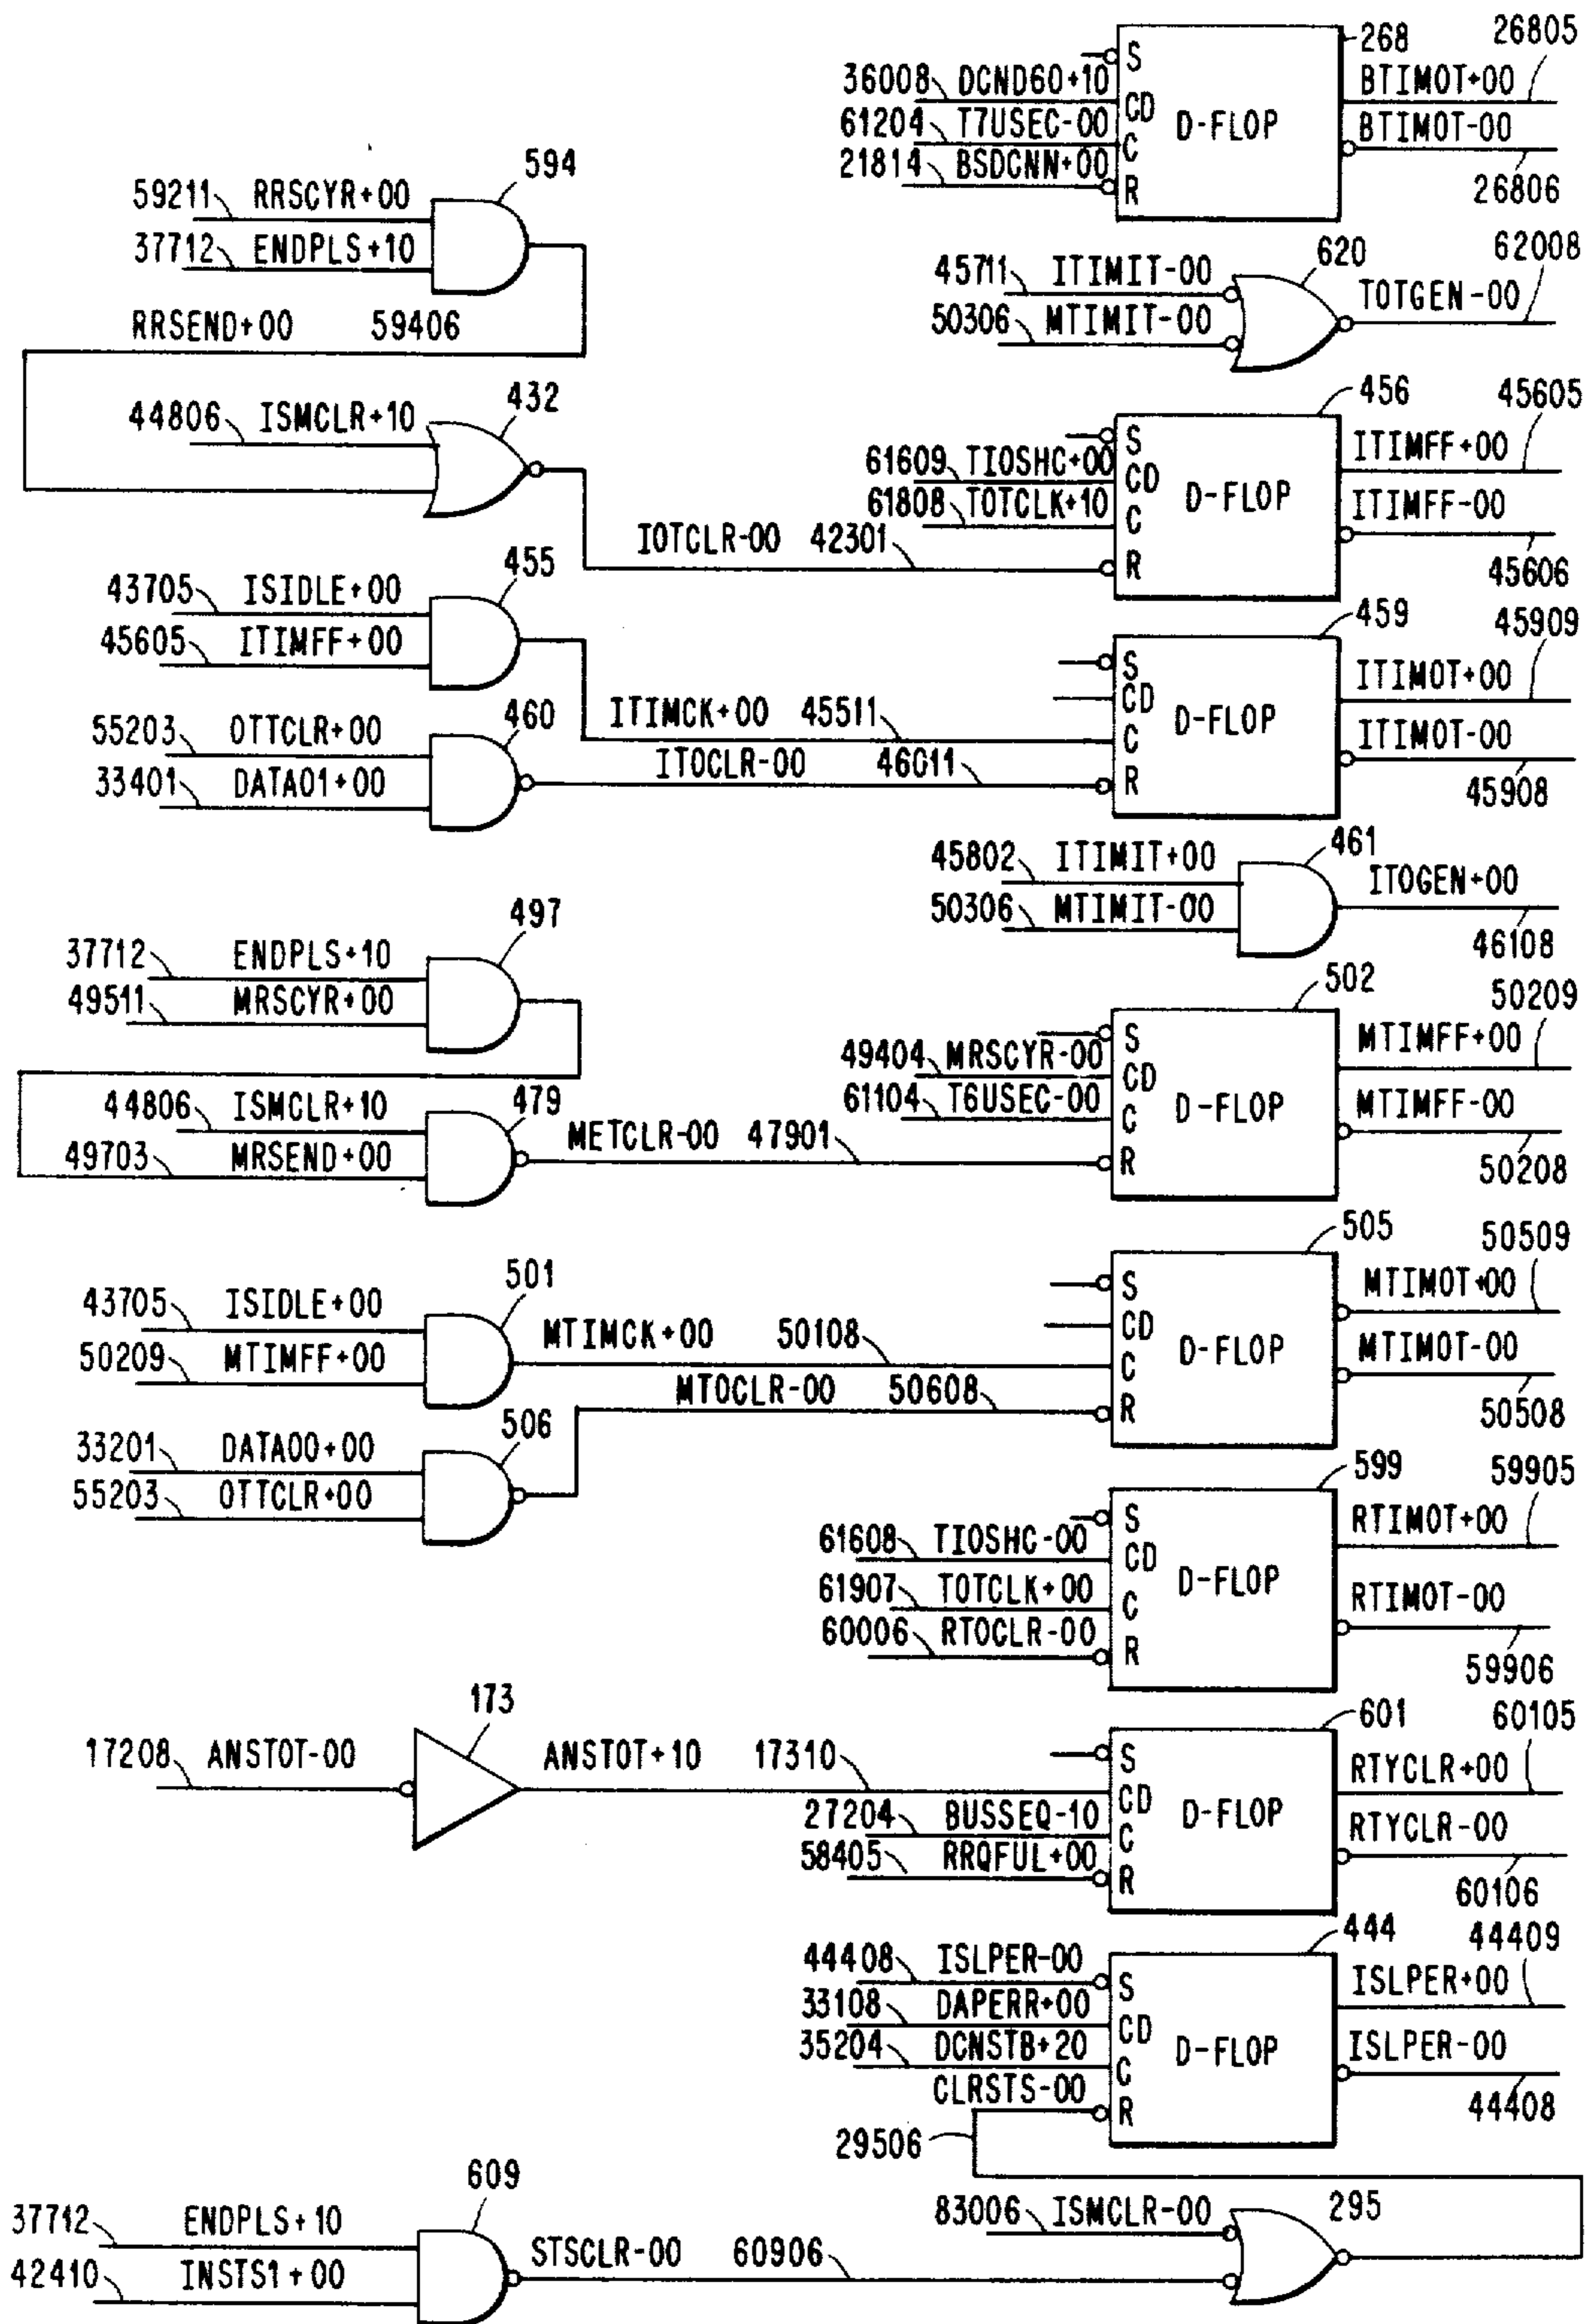 268
26805
S
36008 DCND60+10
CD
D-FLOP
BTIMOT+00
61204 T7USEC-00
C
BTIMOT-00
21814 BSDCNN+00
R
26806
594
59211 RRSCYR+00
37712 ENDPLS+10
RRSEND+00 59406
620
62008
45711 ITIMIT-00
50306 MTIMIT-00
TOTGEN-00
432
44806 ISMCLR+10
456
45605
S
61609 TIOSHC+00
CD
D-FLOP
ITIMFF+00
61808 TOTCLK+10
C
ITIMFF-00
IOTCLR-00 42301
R
45606
455
43705 ISIDLE+00
45605 ITIMFF+00
459
45909
S
CD
D-FLOP
ITIMOT+00
460
55203 OTTCLR+00
33401 DATA01+00
ITIMCK+00 45511
C
ITIMOT-00
ITOCLR-00 46011
R
45908
461
45802 ITIMIT+00
50306 MTIMIT-00
ITOGEN+00
46108
497
37712 ENDPLS+10
49511 MRSCYR+00
502
50209
S
49404 MRSCYR-00
CD
D-FLOP
MTIMFF+00
61104 T6USEC-00
C
MTIMFF-00
479
44806 ISMCLR+10
49703 MRSEND+00
METCLR-00 47901
R
50208
505
50509
S
CD
D-FLOP
MTIMOT+00
501
43705 ISIDLE+00
50209 MTIMFF+00
MTIMCK+00 50108
C
MTIMOT-00
MTOCLR-00 50608
R
50508
506
33201 DATA00+00
55203 OTTCLR+00
599
59905
S
61608 TIOSHC-00
CD
D-FLOP
RTIMOT+00
61907 TOTCLK+00
C
RTIMOT-00
60006 RTOCLR-00
R
59906
173
17208 ANSTOT-00
ANSTOT+10 17310
601
60105
S
CD
D-FLOP
RTYCLR+00
27204 BUSSEQ-10
C
RTYCLR-00
58405 RRQFUL+00
R
60106
444
44409
44408 ISLPER-00
S
33108 DAPERR+00
CD
D-FLOP
ISLPER+00
35204 DCNSTB+20
C
ISLPER-00
CLRSTS-00
R
44408
29506
609
37712 ENDPLS+10
42410 INSTS1+00
STSCLR-00 60906
83006 ISMCLR-00
295